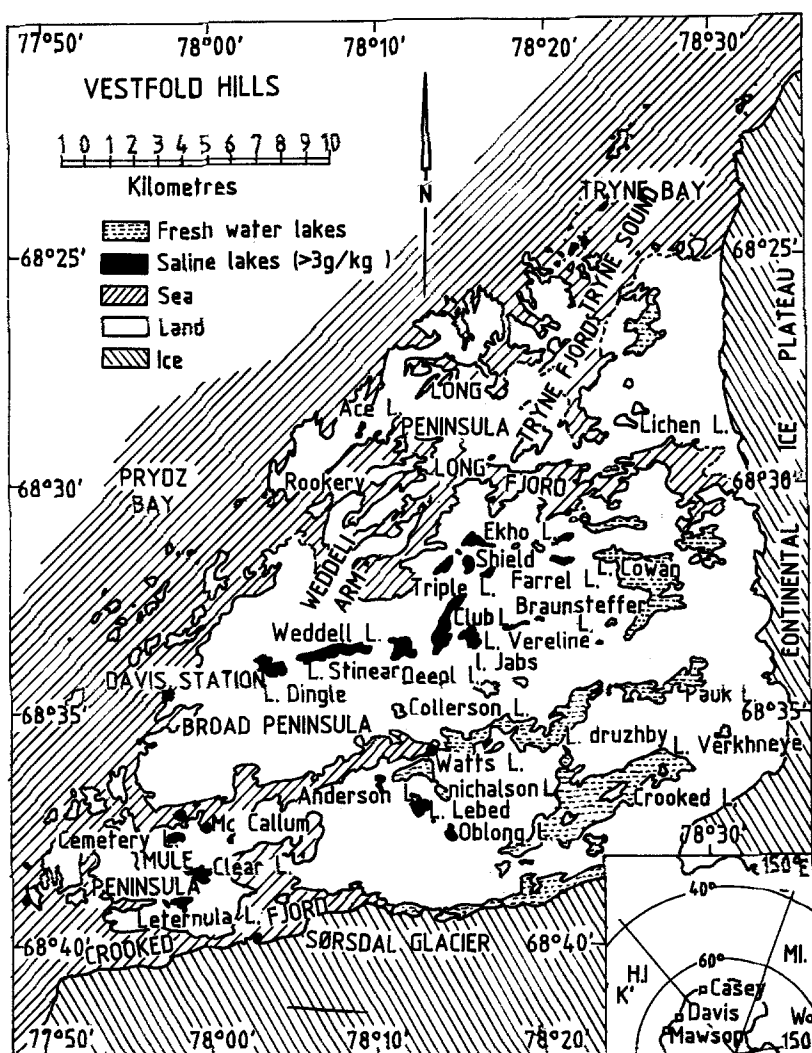 77°50' 78°00' 78°10' 78°20' 78°30'
VESTFOLD HILLS
1 0 1 2 3 4 5 6 7 8 9 10
Kilometres
N
TRYNE BAY
Fresh water lakes
68°25' Saline lakes (>3g/kg ) 68°25'
Sea
Land
Ice
TRYNE SOUND
TRYNE FJORD
CONTINENTAL ICE PLATEAU
LONG
Ace L.
PENINSULA
Lichen L.
PRYDZ
BAY
68°30' Rookery LONG FJORD 68°30'
WEDDELL
ARM
Ekho L.
Shield
Triple L. Farrel L. L. Cowan
Braunsteffer
L.
Club L.
Weddell L. L. Vereline
L. Stinear Deep L. L. Jabs
DAVIS STATION L. Dingle
Pauk L.
68°35' BROAD PENINSULA Collerson L. 68°35'
L. druzhby L. Verkhneye
Watts L.
Anderson L. nichalson L. Crooked L.
L. Lebed
Cemetery L. Mc Callum Oblong L.
78°30'
MULE Clear L.
PENINSULA
Leternula L. FJORD
68°40' CROOKED SØRSDAL GLACIER 68°40'
150°E
40°
60°
MI.
H.I
K'
Casey
Davis
Mawson
Wo
150
77°50' 78°00' 78°10' 78°20'